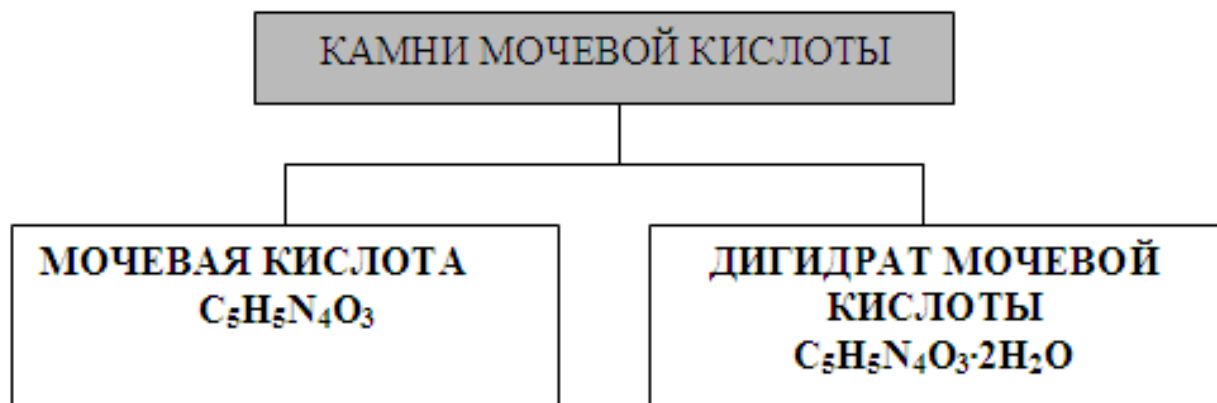 КАМНИ МОЧЕВОЙ КИСЛОТЫ
МОЧЕВАЯ КИСЛОТА
C₅H₅N₄O₃
ДИГИДРАТ МОЧЕВОЙ
КИСЛОТЫ
C₅H₅N₄O₃·2H₂O